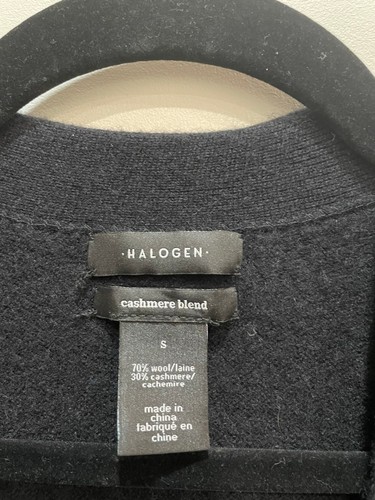 ·HALOGEN·
cashmere blend
S
70% wool/laine
30% cashmere/
cachemire
made in
china
fabriqué en
chine